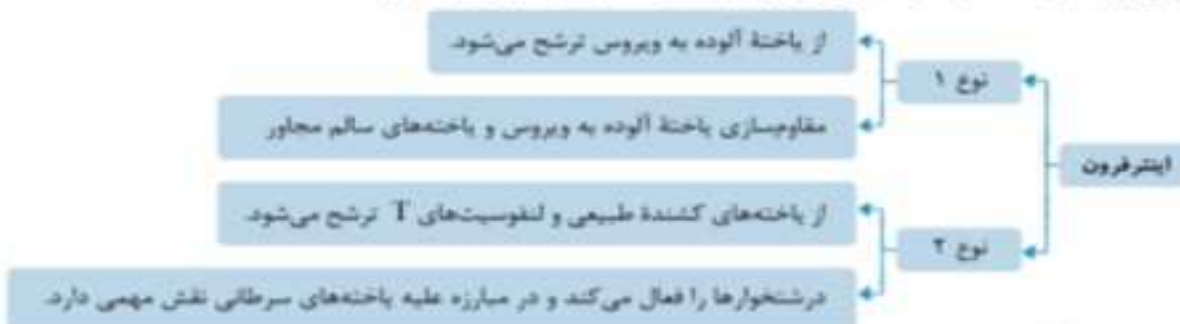 اینترفرون
نوع ۱
از یاختهٔ آلوده به ویروس ترشح می‌شود.
مقاوم‌سازی یاختهٔ آلوده به ویروس و یاخته‌های سالم مجاور
نوع ۲
از یاخته‌های کشندهٔ طبیعی و لنفوسیت‌های T ترشح می‌شود.
درشتخوارها را فعال می‌کند و در مبارزه علیه یاخته‌های سرطانی نقش مهمی دارد.